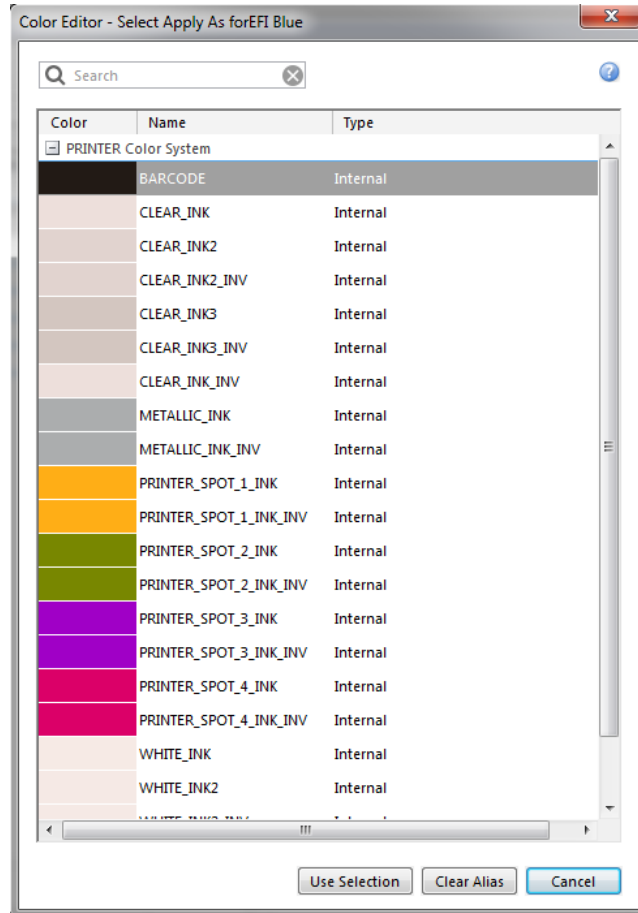 Color Editor - Select Apply As forEFI Blue
Search
Color Name Type
PRINTER Color System
BARCODE Internal
CLEAR_INK Internal
CLEAR_INK2 Internal
CLEAR_INK2_INV Internal
CLEAR_INK3 Internal
CLEAR_INK3_INV Internal
CLEAR_INK_INV Internal
METALLIC_INK Internal
METALLIC_INK_INV Internal
PRINTER_SPOT_1_INK Internal
PRINTER_SPOT_1_INK_INV Internal
PRINTER_SPOT_2_INK Internal
PRINTER_SPOT_2_INK_INV Internal
PRINTER_SPOT_3_INK Internal
PRINTER_SPOT_3_INK_INV Internal
PRINTER_SPOT_4_INK Internal
PRINTER_SPOT_4_INK_INV Internal
WHITE_INK Internal
WHITE_INK2 Internal
Use Selection Clear Alias Cancel